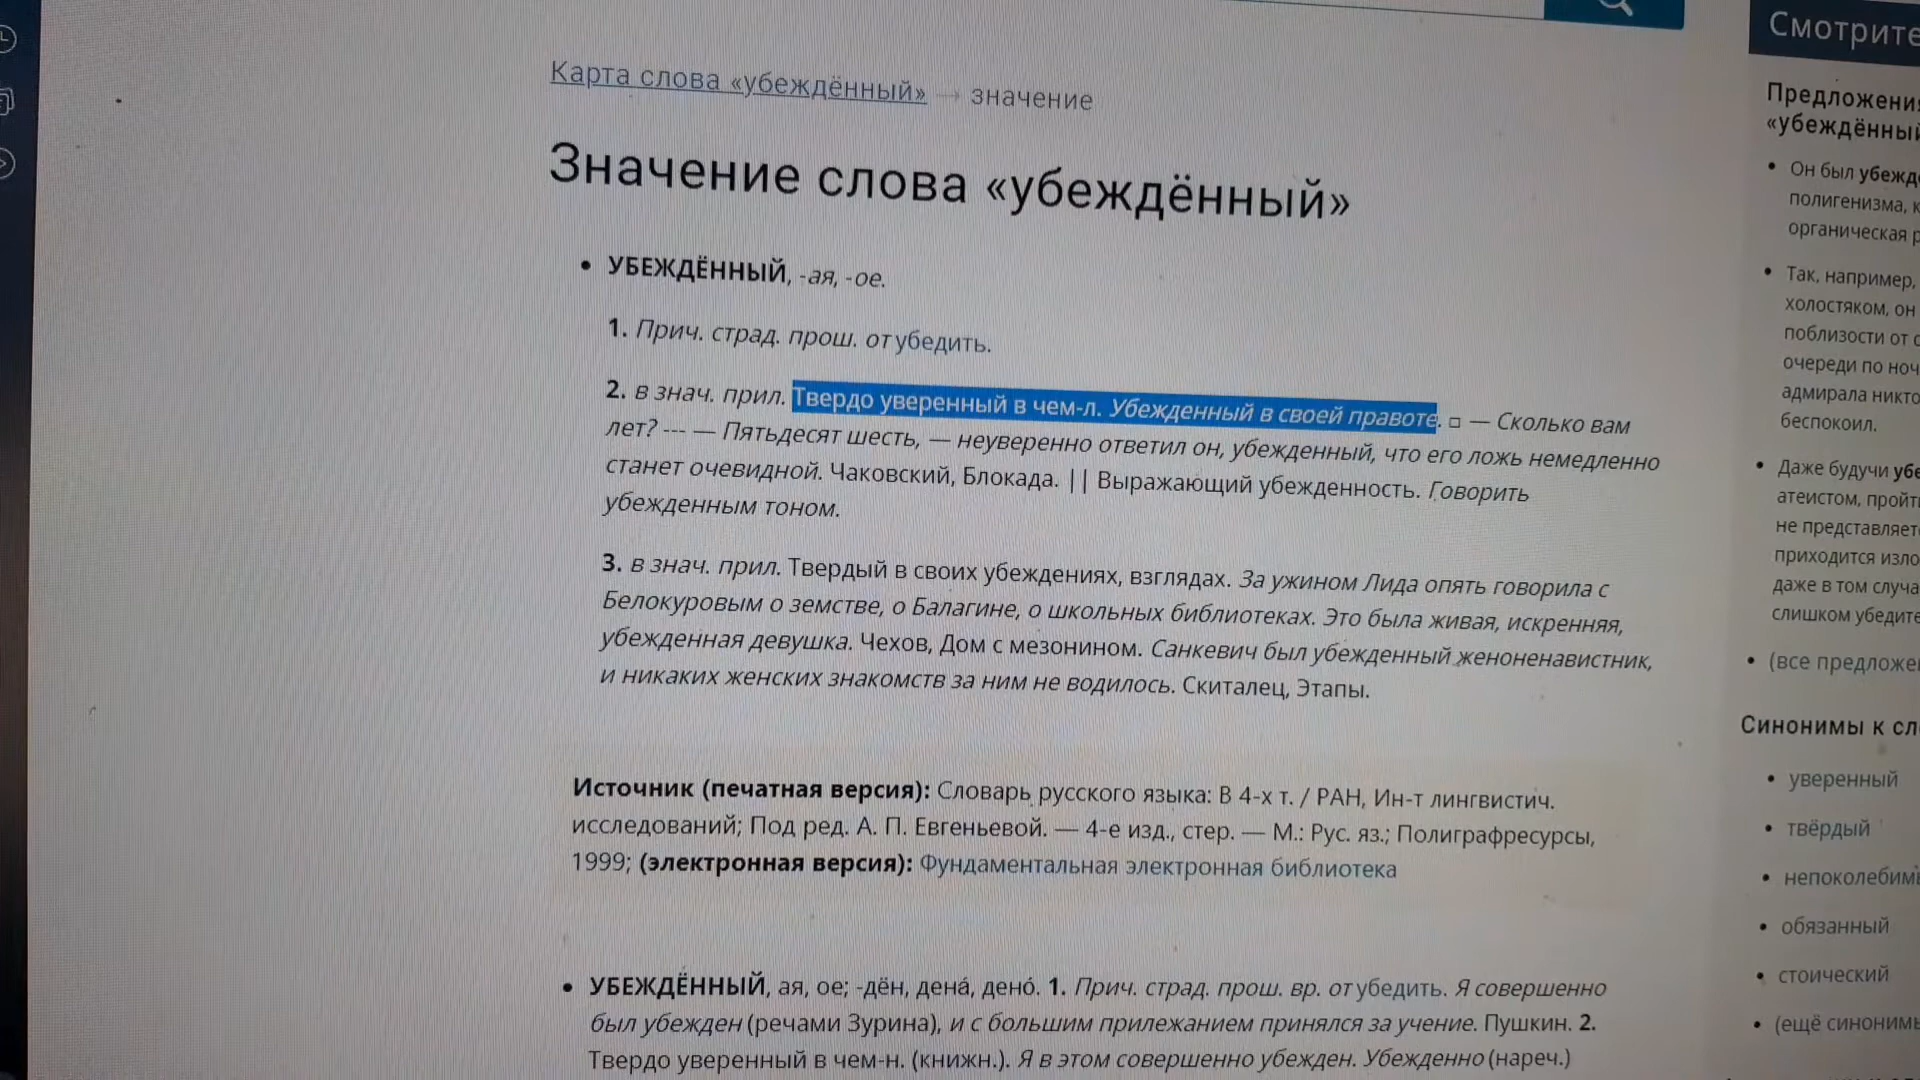 Карта слова «убеждённый» → значение
Значение слова «убеждённый»
• УБЕЖДЁННЫЙ, -ая, -ое.
1. Прич. страд. прош. от убедить.
2. в знач. прил. Твердо уверенный в чем-л. Убежденный в своей правоте. □ — Сколько вам
лет? --- — Пятьдесят шесть, — неуверенно ответил он, убежденный, что его ложь немедленно
станет очевидной. Чаковский, Блокада. || Выражающий убежденность. Говорить
убежденным тоном.
3. в знач. прил. Твердый в своих убеждениях, взглядах. За ужином Лида опять говорила с
Белокуровым о земстве, о Балагине, о школьных библиотеках. Это была живая, искренняя,
убежденная девушка. Чехов, Дом с мезонином. Санкевич был убежденный женоненавистник,
и никаких женских знакомств за ним не водилось. Скиталец, Этапы.
Источник (печатная версия): Словарь русского языка: В 4-х т. / РАН, Ин-т лингвистич.
исследований; Под ред. А. П. Евгеньевой. — 4-е изд., стер. — М.: Рус. яз.; Полиграфресурсы,
1999; (электронная версия): Фундаментальная электронная библиотека
• УБЕЖДЁННЫЙ, ая, ое; -дён, дена́, дено́. 1. Прич. страд. прош. вр. от убедить. Я совершенно
был убежден (речами Зурина), и с большим прилежанием принялся за учение. Пушкин. 2.
Твердо уверенный в чем-н. (книжн.). Я в этом совершенно убежден. Убежденно (нареч.)
Смотрите
Предложения
«убеждённый
• Он был убежд
полигенизма,
органическая
• Так, например,
холостяком, он
поблизости от
очереди по ноч
адмирала никто
беспокоил.
• Даже будучи убе
атеистом, пройт
не представляет
приходится изло
даже в том случа
слишком убедите
• (все предложе
Синонимы к сл
• уверенный
• твёрдый
• непоколебим
• обязанный
• стоический
• (ещё синоним